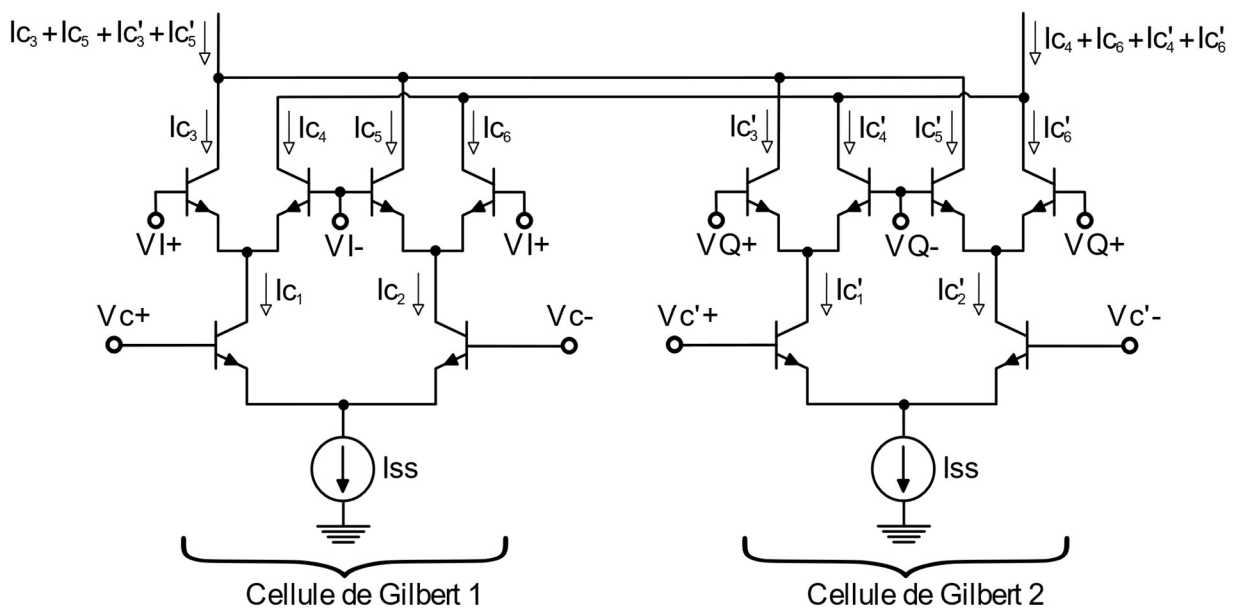 Ic₃+Ic₅+Ic'₃+Ic'₅
Ic₄+Ic₆+Ic'₄+Ic'₆
Ic₃
Ic₄
Ic₅
Ic₆
Ic'₃
Ic'₄
Ic'₅
Ic'₆
VI+
VI-
VI+
VQ+
VQ-
VQ+
Ic₁
Ic₂
Ic'₁
Ic'₂
Vc+
Vc-
Vc'+
Vc'-
Iss
Iss
Cellule de Gilbert 1
Cellule de Gilbert 2